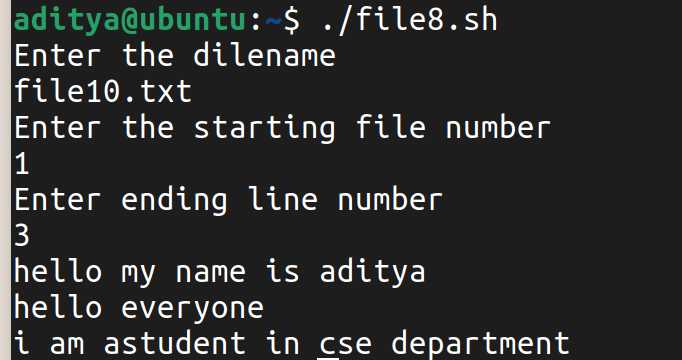 aditya@ubuntu:~$ ./file8.sh
Enter the dilename
file10.txt
Enter the starting file number
1
Enter ending line number
3
hello my name is aditya
hello everyone
i am astudent in cse department